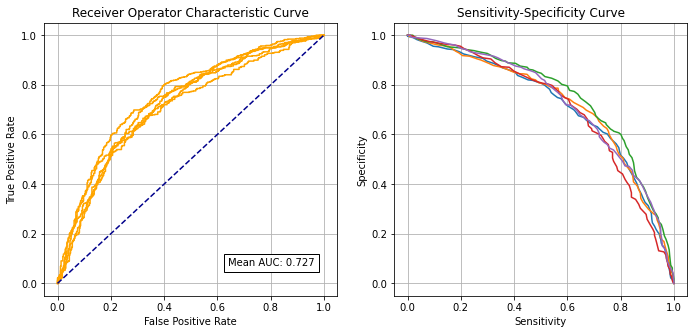 Receiver Operator Characteristic Curve
True Positive Rate
1.0
0.8
0.6
0.4
0.2
0.0
Mean AUC: 0.727
0.0 0.2 0.4 0.6 0.8 1.0
False Positive Rate
Sensitivity-Specificity Curve
Specificity
1.0
0.8
0.6
0.4
0.2
0.0
0.0 0.2 0.4 0.6 0.8 1.0
Sensitivity